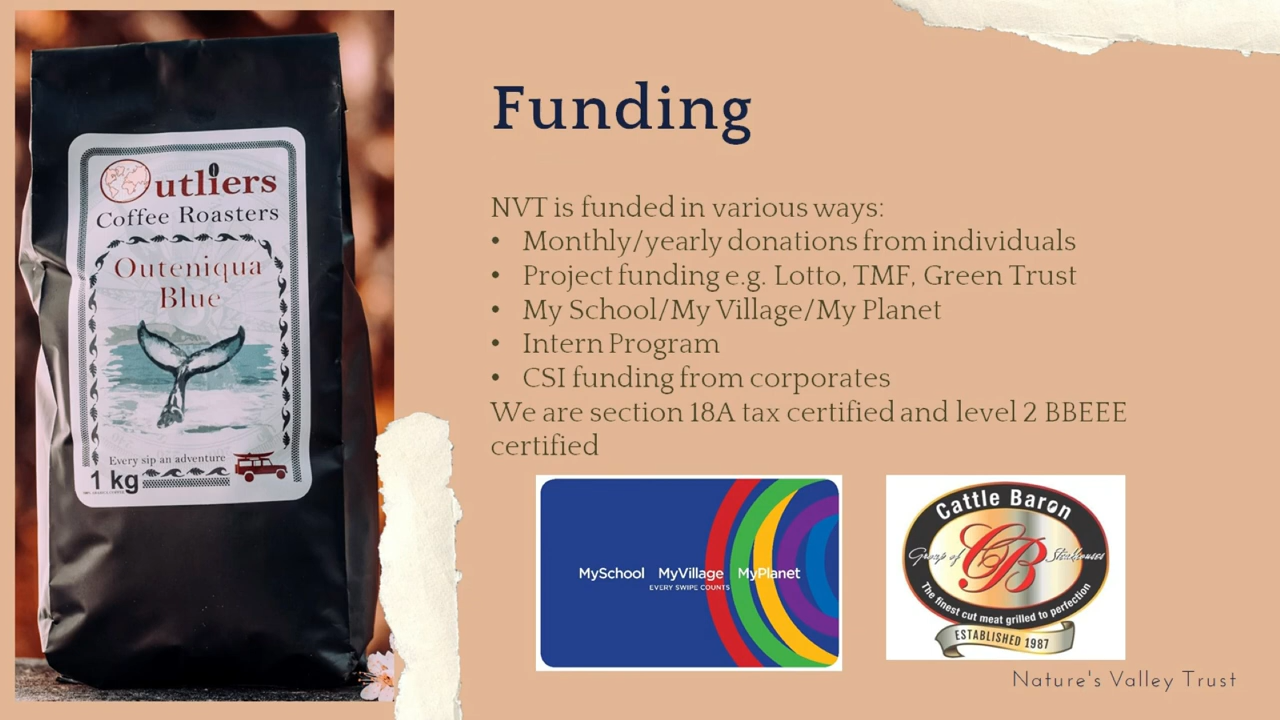 Outliers
Coffee Roasters
Outeniqua
Blue
Every sip an adventure
1 kg
Funding
NVT is funded in various ways:
• Monthly/yearly donations from individuals
• Project funding e.g. Lotto, TMF, Green Trust
• My School/My Village/My Planet
• Intern Program
• CSI funding from corporates
We are section 18A tax certified and level 2 BBEEE
certified
MySchool MyVillage MyPlanet
EVERY SWIPE COUNTS
Cattle Baron
Group of CB Steakhouses
The finest cut meat grilled to perfection
ESTABLISHED 1987
Nature's Valley Trust